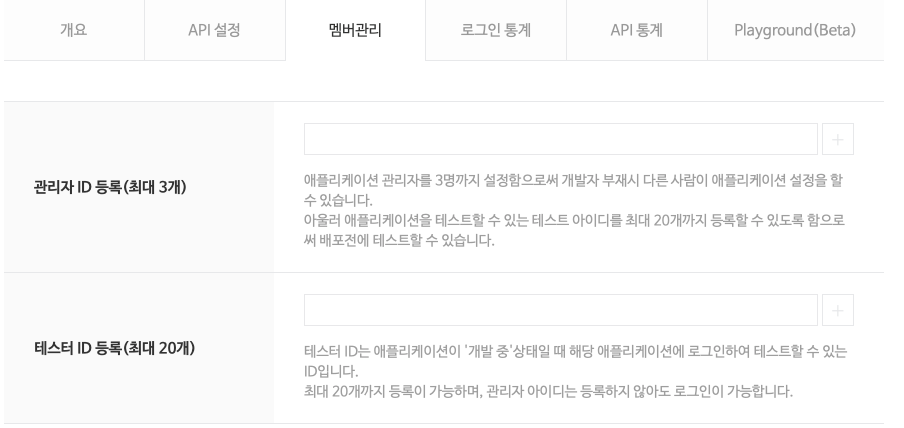 개요
API 설정
멤버관리
로그인 통계
API 통계
Playground(Beta)
관리자 ID 등록(최대 3개)
애플리케이션 관리자를 3명까지 설정함으로써 개발자 부재시 다른 사람이 애플리케이션 설정을 할
수 있습니다.
아울러 애플리케이션을 테스트할 수 있는 테스트 아이디를 최대 20개까지 등록할 수 있도록 함으로
써 배포전에 테스트할 수 있습니다.
테스터 ID 등록(최대 20개)
테스터 ID는 애플리케이션이 '개발 중'상태일 때 해당 애플리케이션에 로그인하여 테스트할 수 있는
ID입니다.
최대 20개까지 등록이 가능하며, 관리자 아이디는 등록하지 않아도 로그인이 가능합니다.